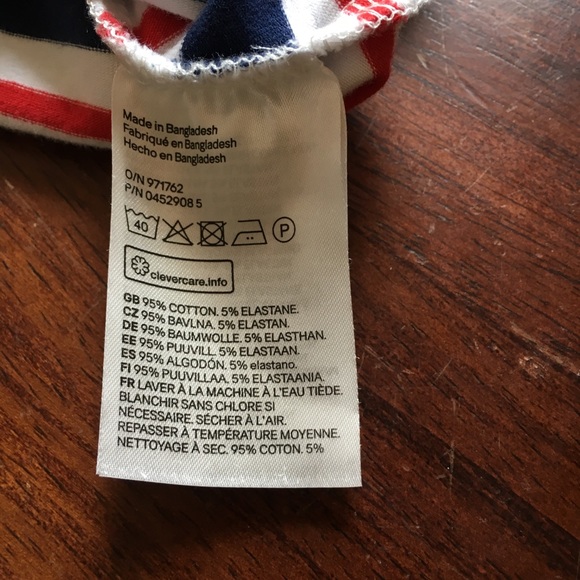 Made in Bangladesh
Fabriqué en Bangladesh
Hecho en Bangladesh
O/N 971762
P/N 0452908 5
40
P
clevercare.info
GB 95% COTTON. 5% ELASTANE.
CZ 95% BAVLNA. 5% ELASTAN.
DE 95% BAUMWOLLE. 5% ELASTHAN.
EE 95% PUUVILL. 5% ELASTAAN.
ES 95% ALGODÓN. 5% elastano.
FI 95% PUUVILLAA. 5% ELASTAANIA.
FR LAVER À LA MACHINE À L'EAU TIÈDE.
BLANCHIR SANS CHLORE SI
NÉCESSAIRE. SÉCHER À L'AIR.
REPASSER À TEMPÉRATURE MOYENNE.
NETTOYAGE À SEC. 95% COTON. 5%